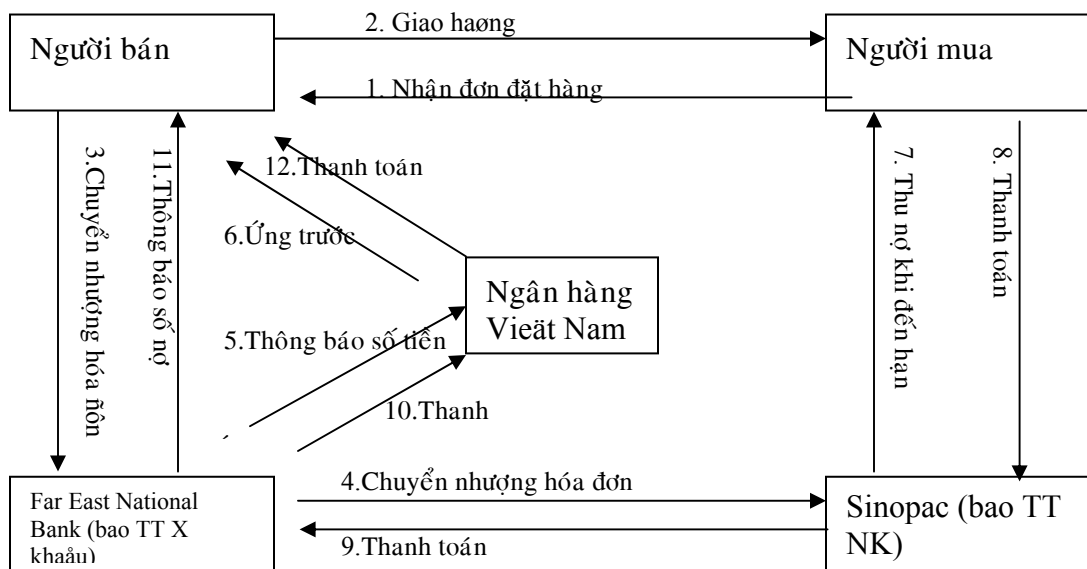 2. Giao haøng
Người bán
Người mua
1. Nhận đơn đặt hàng
3.Chuyển nhượng hóa ñôn
11.Thông báo số nợ
12.Thanh toán
6.Ứng trước
7. Thu nợ khi đến hạn
8. Thanh toán
Ngân hàng
Vieät Nam
5.Thông báo số tiền
10.Thanh
4.Chuyển nhượng hóa đơn
Far East National
Bank (bao TT X
khaåu)
Sinopac (bao TT
NK)
9.Thanh toán